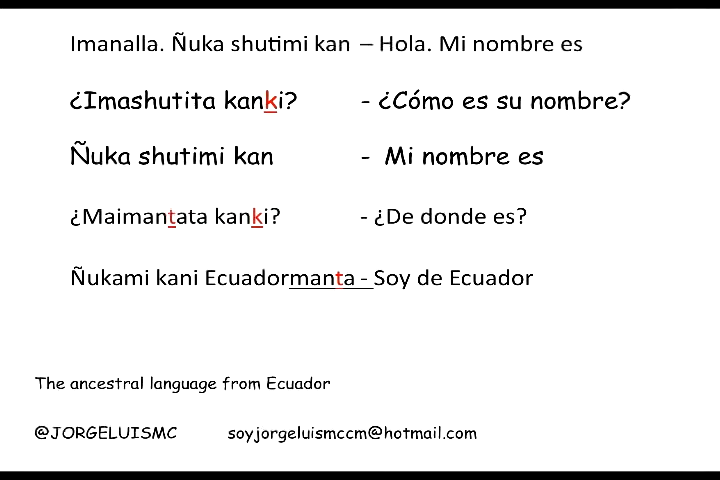 Imanalla. Ñuka shutimi kan – Hola. Mi nombre es
¿Imashutita kanki? - ¿Cómo es su nombre?
Ñuka shutimi kan - Mi nombre es
¿Maimantata kanki? - ¿De donde es?
Ñukami kani Ecuadormanta - Soy de Ecuador
The ancestral language from Ecuador
@JORGELUISMC soyjorgeluismccm@hotmail.com